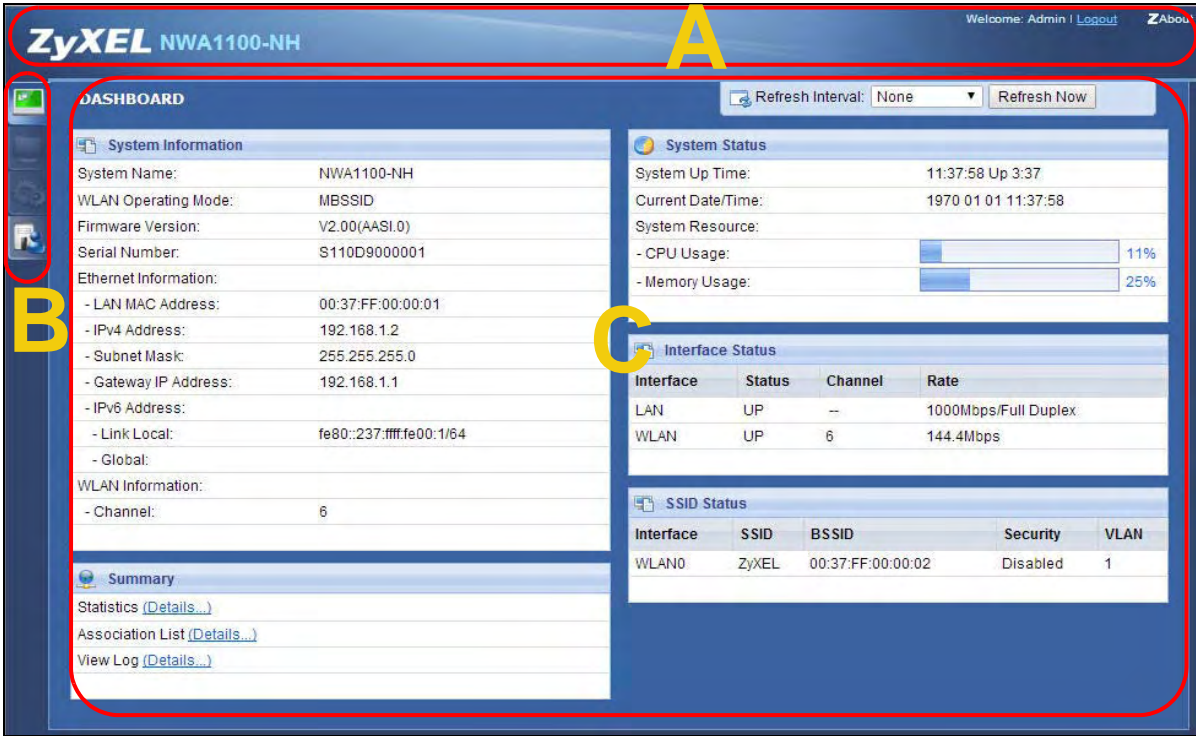 Welcome: Admin | Logout ZAbou
ZyXEL NWA1100-NH
A
DASHBOARD
Refresh Interval: None Refresh Now
System Information
System Name: NWA1100-NH
WLAN Operating Mode: MBSSID
Firmware Version: V2.00(AASI.0)
Serial Number: S110D9000001
Ethernet Information:
- LAN MAC Address: 00:37:FF:00:00:01
- IPv4 Address: 192.168.1.2
- Subnet Mask: 255.255.255.0
- Gateway IP Address: 192.168.1.1
- IPv6 Address:
- Link Local: fe80::237:ffff:fe00:1/64
- Global:
WLAN Information:
- Channel: 6
B
Summary
Statistics (Details...)
Association List (Details...)
View Log (Details...)
System Status
System Up Time: 11:37:58 Up 3:37
Current Date/Time: 1970 01 01 11:37:58
System Resource:
- CPU Usage: 11%
- Memory Usage: 25%
C
Interface Status
Interface Status Channel Rate
LAN UP -- 1000Mbps/Full Duplex
WLAN UP 6 144.4Mbps
SSID Status
Interface SSID BSSID Security VLAN
WLAN0 ZyXEL 00:37:FF:00:00:02 Disabled 1